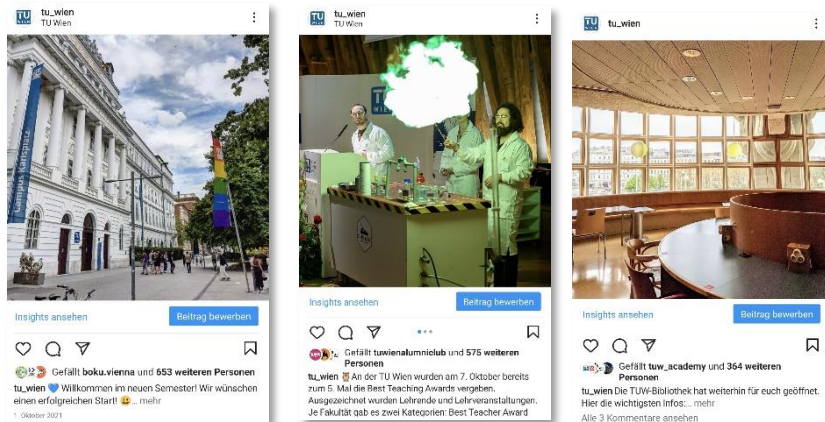 tu_wien
TU Wien
Campus Karlsplatz
Insights ansehen
Beitrag bewerben
Gefällt boku.vienna und 653 weiteren Personen
tu_wien 💙 Willkommen im neuen Semester! Wir wünschen
einen erfolgreichen Start! 😀... mehr
1. Oktober 2021
tu_wien
TU Wien
TU
WIEN
Insights ansehen
Beitrag bewerben
Gefällt tuwienalumniclub und 575 weiteren
Personen
tu_wien 🦉 An der TU Wien wurden am 7. Oktober bereits
zum 5. Mal die Best Teaching Awards vergeben.
Ausgezeichnet wurden Lehrende und Lehrveranstaltungen.
Je Fakultät gab es zwei Kategorien: Best Teacher Award
tu_wien
Insights ansehen
Beitrag bewerben
Gefällt tuw_academy und 364 weiteren
Personen
tu_wien Die TUW-Bibliothek hat weiterhin für euch geöffnet.
Hier die wichtigsten Infos:... mehr
Alle 3 Kommentare ansehen